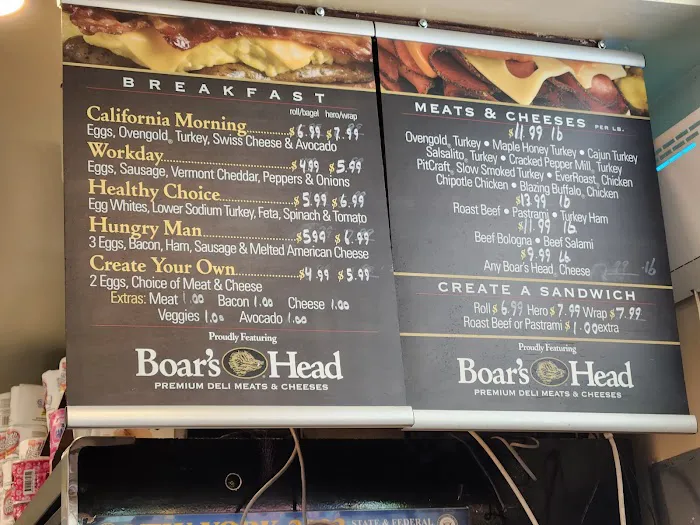 BREAKFAST
roll/bagel hero/wrap
California Morning $6.99 $7.99
Eggs, Ovengold® Turkey, Swiss Cheese & Avocado
Workday $4.99 $5.99
Eggs, Sausage, Vermont Cheddar, Peppers & Onions
Healthy Choice $5.99 $6.99
Egg Whites, Lower Sodium Turkey, Feta, Spinach & Tomato
Hungry Man $5.99 $6.99
3 Eggs, Bacon, Ham, Sausage & Melted American Cheese
Create Your Own $4.99 $5.99
2 Eggs, Choice of Meat & Cheese
Extras: Meat 1.00 Bacon 1.00 Cheese 1.00
Veggies 1.00 Avocado 1.00
Proudly Featuring
Boar's Head
PREMIUM DELI MEATS & CHEESES
MEATS & CHEESES PER LB.
$11.99 lb
Ovengold® Turkey • Maple Honey Turkey • Cajun Turkey
Salsalito® Turkey • Cracked Pepper Mill® Turkey
PitCraft® Slow Smoked Turkey • EverRoast® Chicken
Chipotle Chicken • Blazing Buffalo® Chicken
$13.99 lb
Roast Beef • Pastrami • Turkey Ham
$11.99 lb
Beef Bologna • Beef Salami
$9.99 lb
Any Boar's Head® Cheese
CREATE A SANDWICH
Roll $6.99 Hero $7.99 Wrap $7.99
Roast Beef or Pastrami $1.00 extra
Proudly Featuring
Boar's Head
PREMIUM DELI MEATS & CHEESES
STATE & FEDERAL